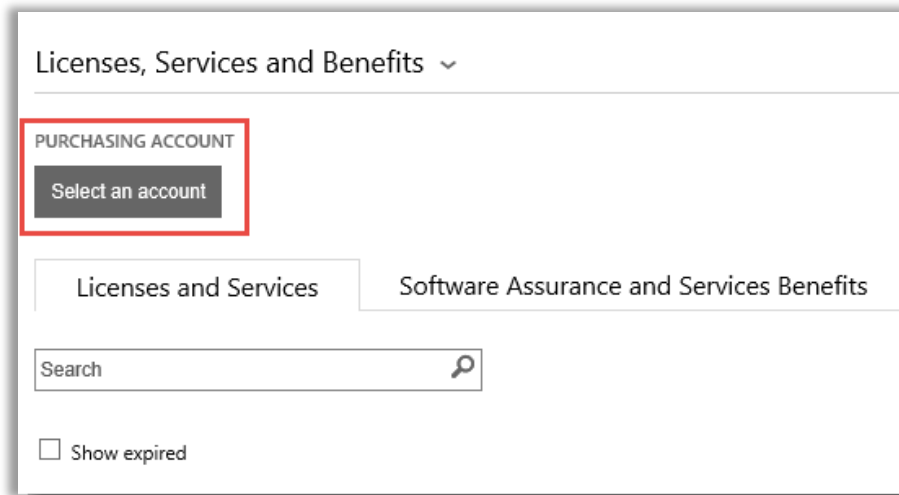 Licenses, Services and Benefits
PURCHASING ACCOUNT
Select an account
Licenses and Services
Software Assurance and Services Benefits
Search
Show expired